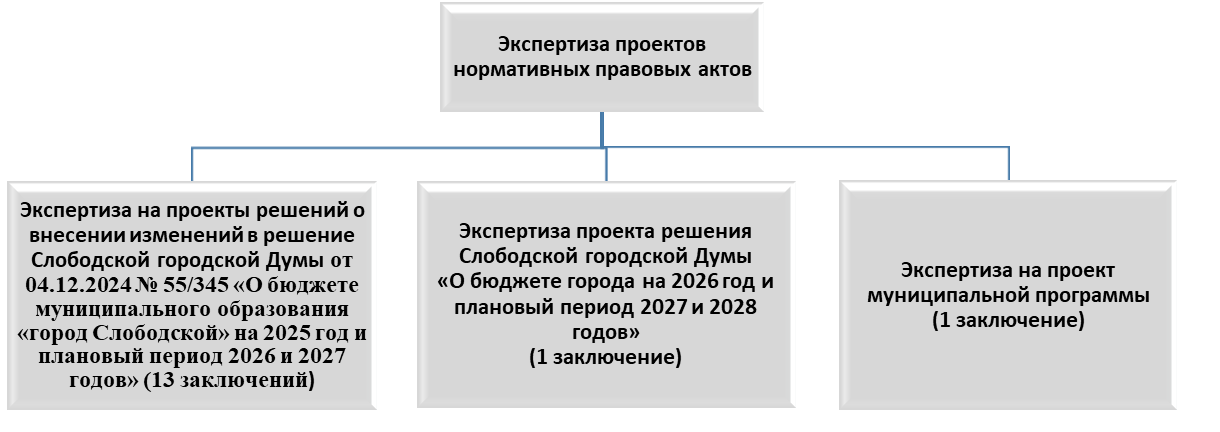 Экспертиза проектов
нормативных правовых актов
Экспертиза на проекты решений о
внесении изменений в решение
Слободской городской Думы от
04.12.2024 № 55/345 «О бюджете
муниципального образования
«город Слободской» на 2025 год и
плановый период 2026 и 2027
годов» (13 заключений)
Экспертиза проекта решения
Слободской городской Думы
«О бюджете города на 2026 год и
плановый период 2027 и 2028
годов»
(1 заключение)
Экспертиза на проект
муниципальной программы
(1 заключение)